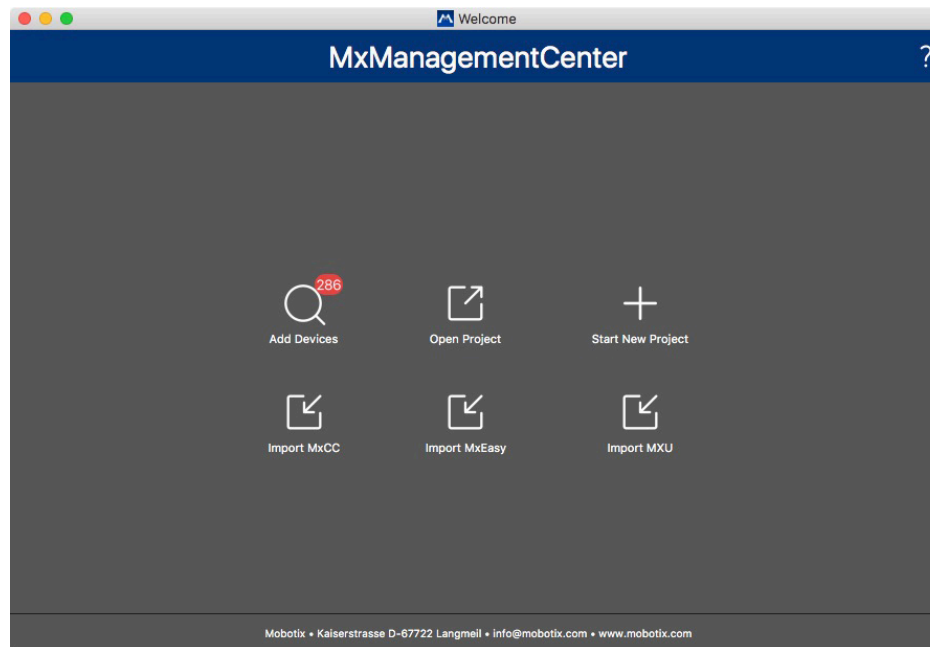 Welcome
MxManagementCenter
?
286
Add Devices
Open Project
Start New Project
Import MxCC
Import MxEasy
Import MXU
Mobotix • Kaiserstrasse D-67722 Langmeil • info@mobotix.com • www.mobotix.com